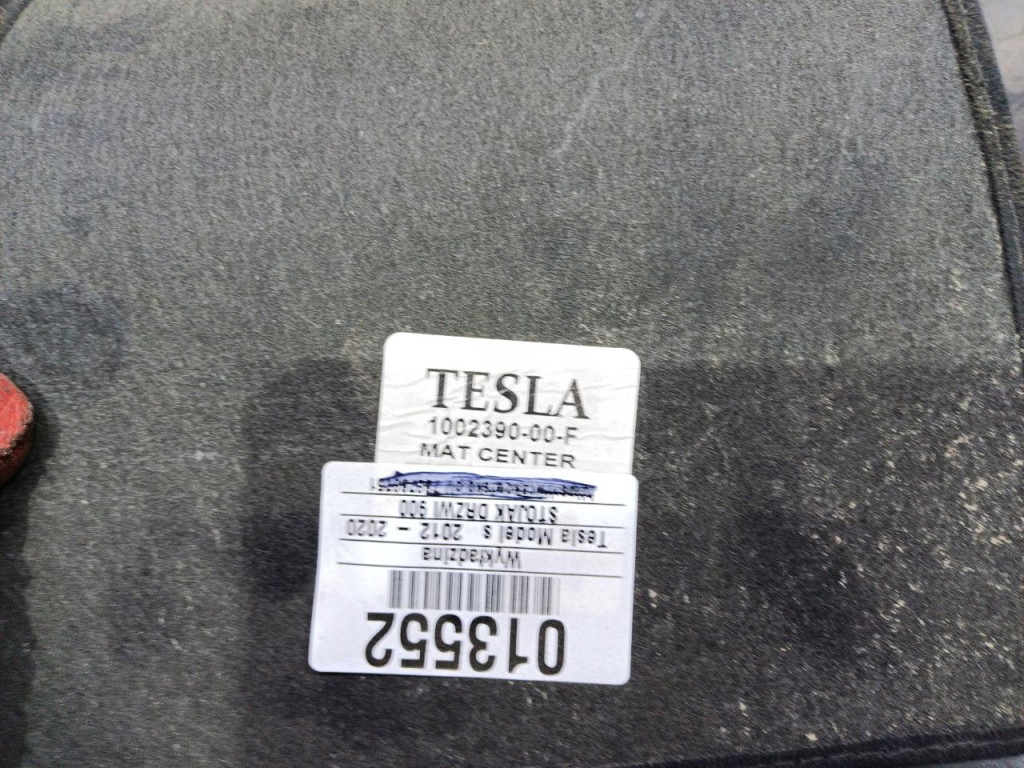 TESLA
1002390-00-F
MAT CENTER
013552
Wykładzina
Tesla Model s 2012 – 2020
STOJAK DRZWI 900